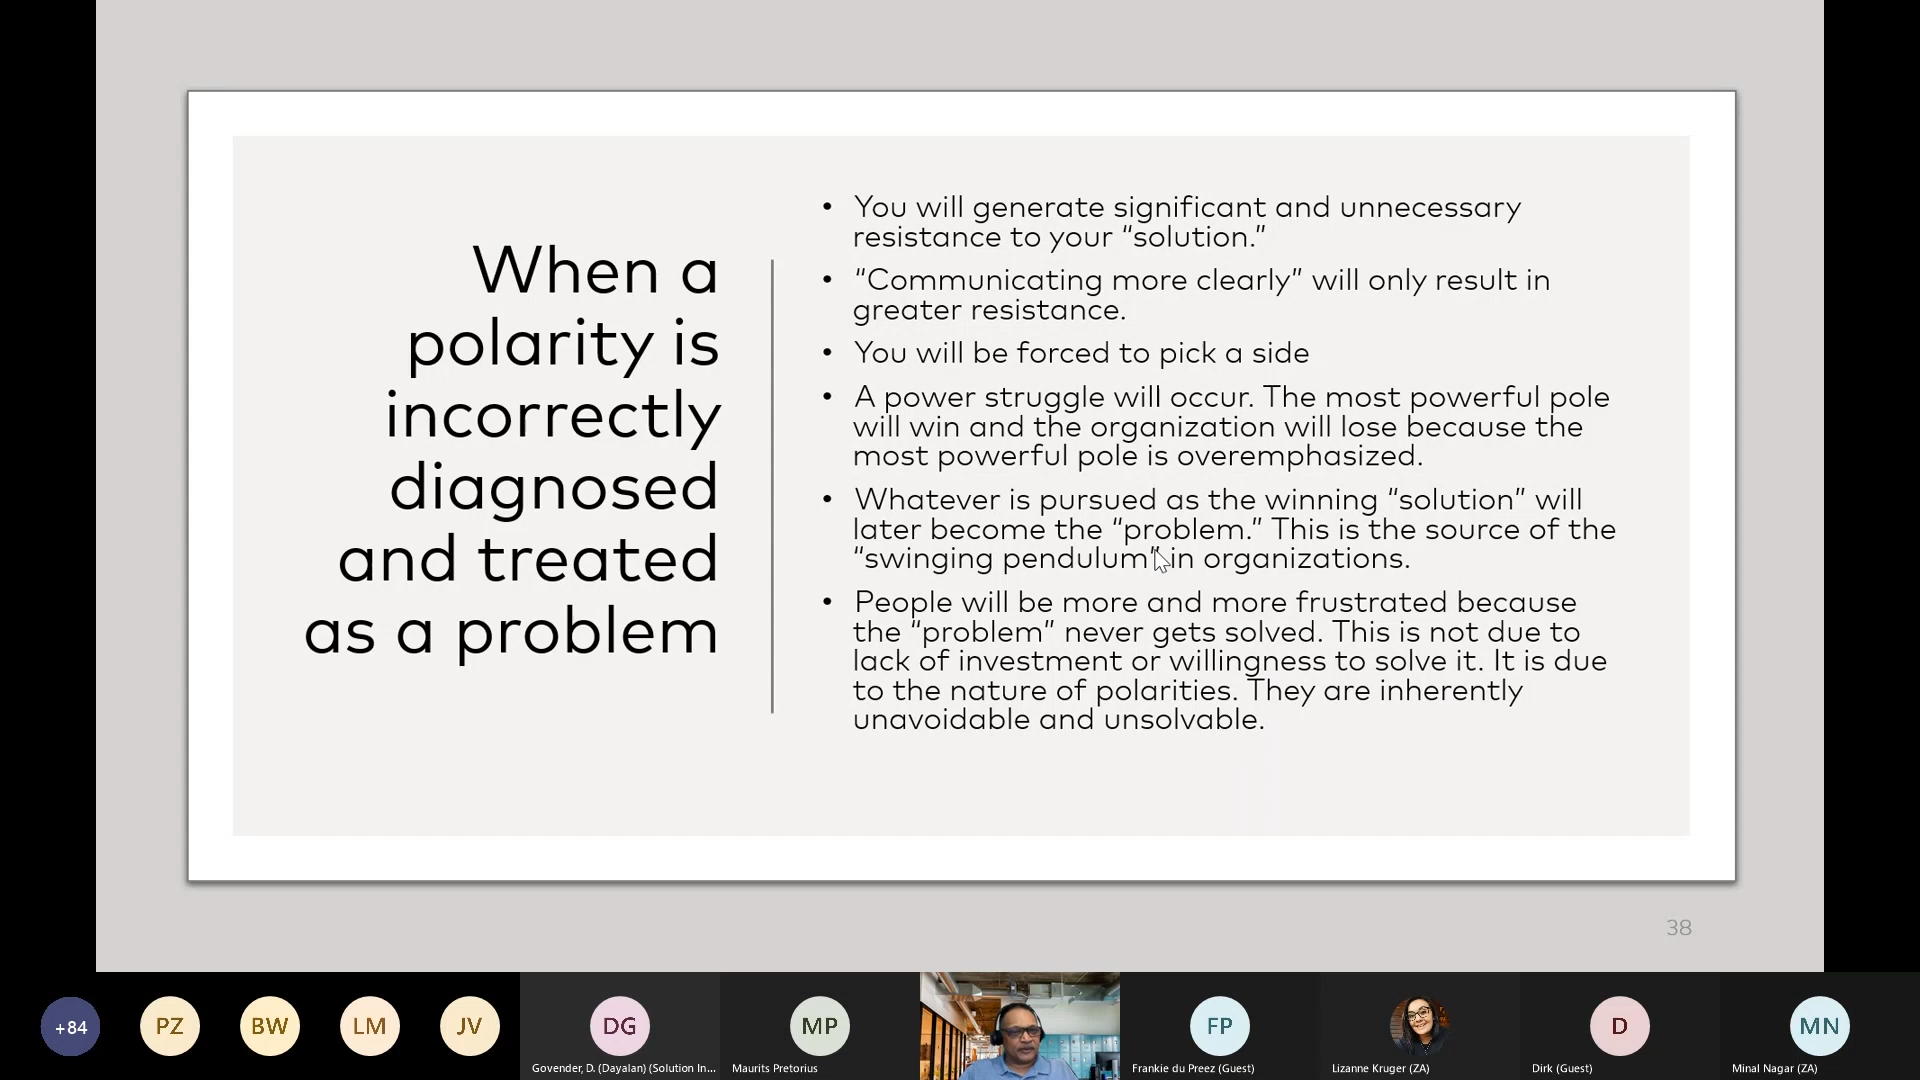 When a
polarity is
incorrectly
diagnosed
and treated
as a problem
• You will generate significant and unnecessary
resistance to your “solution.”
• “Communicating more clearly” will only result in
greater resistance.
• You will be forced to pick a side
• A power struggle will occur. The most powerful pole
will win and the organization will lose because the
most powerful pole is overemphasized.
• Whatever is pursued as the winning “solution” will
later become the “problem.” This is the source of the
“swinging pendulum” in organizations.
• People will be more and more frustrated because
the “problem” never gets solved. This is not due to
lack of investment or willingness to solve it. It is due
to the nature of polarities. They are inherently
unavoidable and unsolvable.
38
+84
PZ
BW
LM
JV
DG
Govender, D. (Dayalan) (Solution In...
MP
Maurits Pretorius
FP
Frankie du Preez (Guest)
Lizanne Kruger (ZA)
D
Dirk (Guest)
MN
Minal Nagar (ZA)